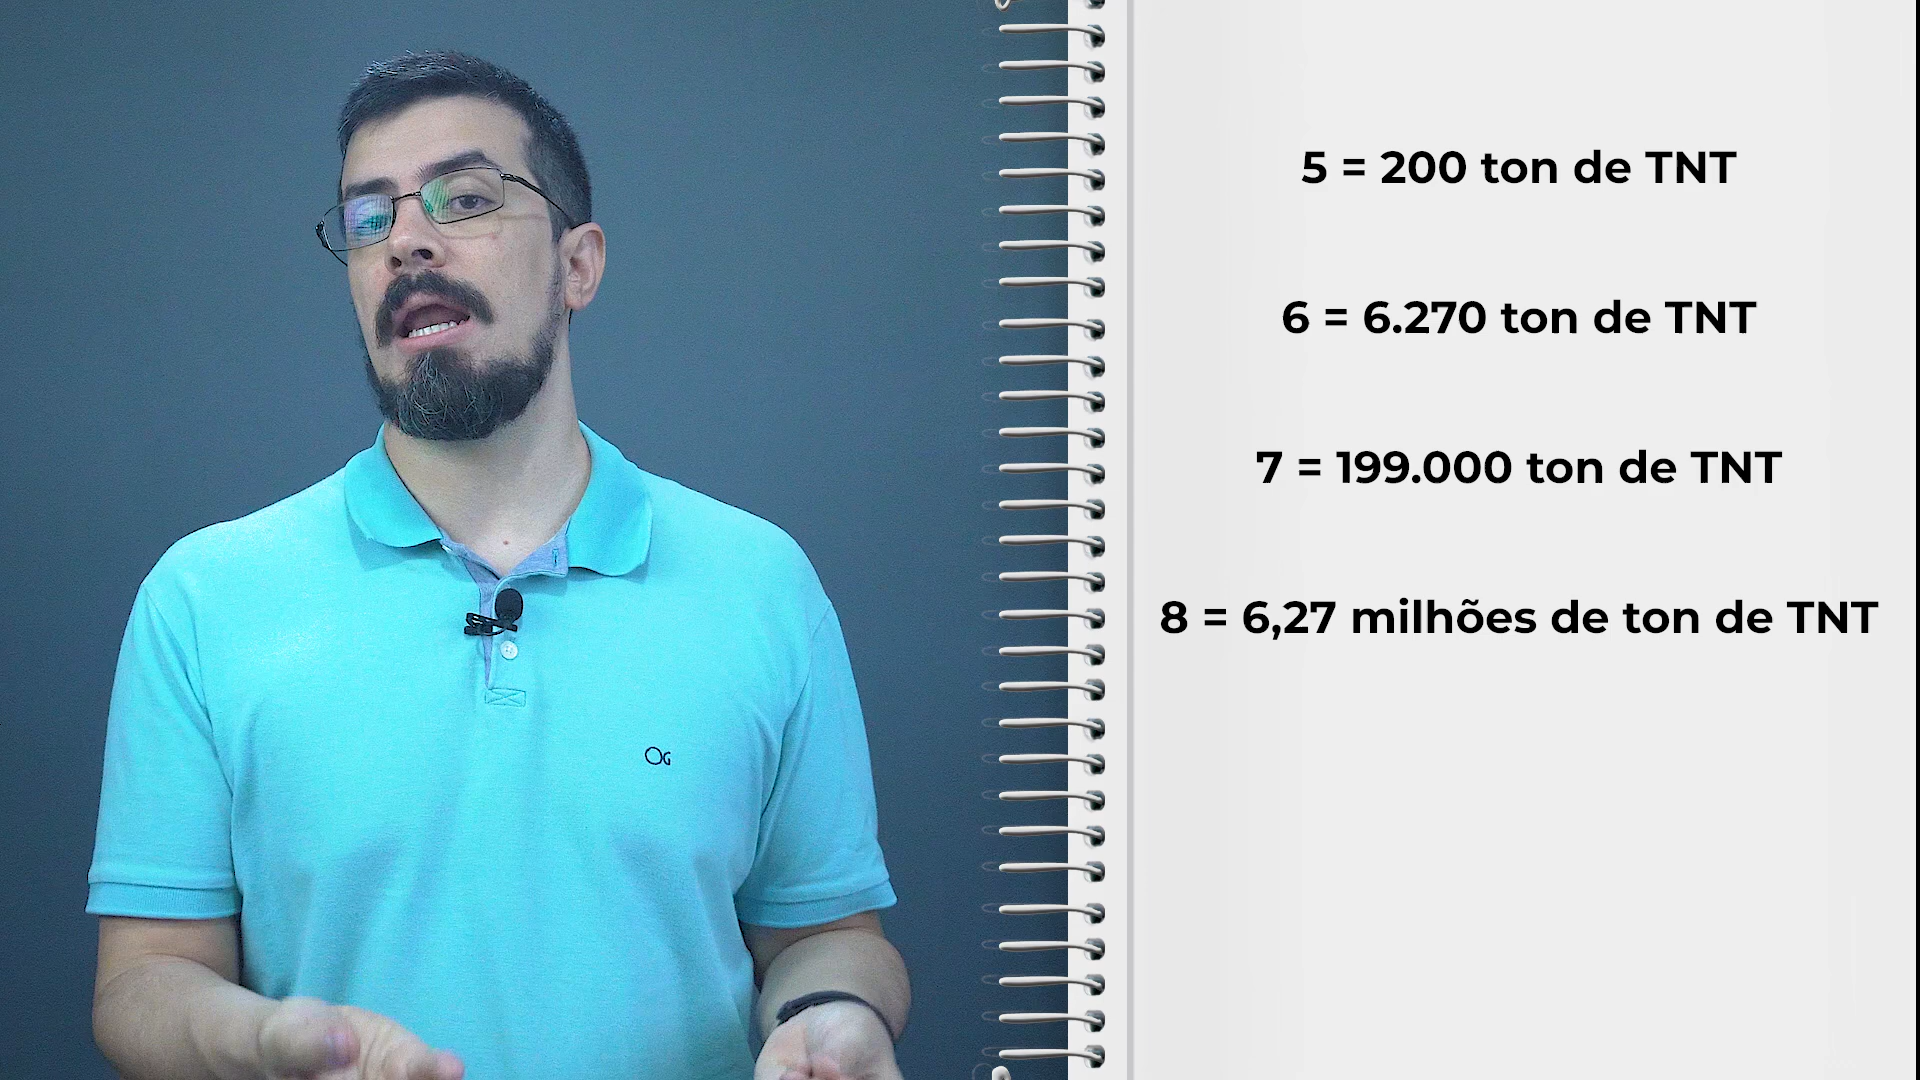 5 = 200 ton de TNT
6 = 6.270 ton de TNT
7 = 199.000 ton de TNT
8 = 6,27 milhões de ton de TNT
OG